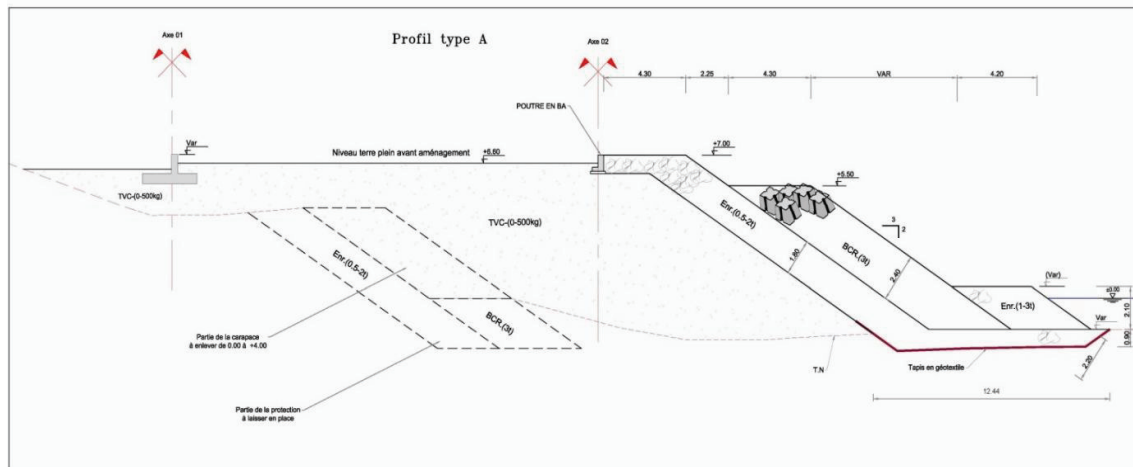 Profil type A
Axe 01
Axe 02
4.30
2.25
4.30
VAR
4.20
POUTRE EN BA
Var
Niveau terre plein avant aménagement
+6.60
+7.00
+5.50
TVC-(0-500kg)
TVC-(0-500kg)
Enr.(0.5-2t)
Enr.(0.5-2t)
BCR.(3t)
BCR.(3t)
3
2
1.80
2.40
(Var)
±0.00
Enr.(1-3t)
2.10
Var
0.90
2.20
Partie de la carapace
à enlever de 0.00 à +4.00
Partie de la protection
à laisser en place
T.N
Tapis en géotextile
12.44